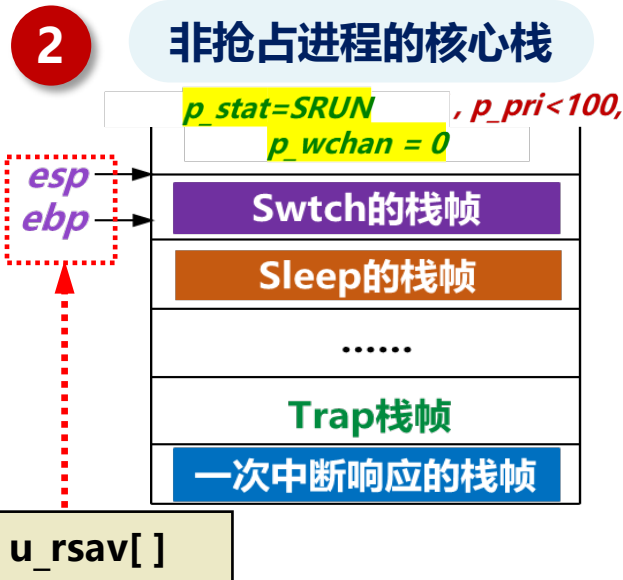 2
非抢占进程的核心栈
p_stat=SRUN , p_pri<100,
p_wchan = 0
esp
ebp
Swtch的栈帧
Sleep的栈帧
......
Trap栈帧
一次中断响应的栈帧
u_rsav[ ]